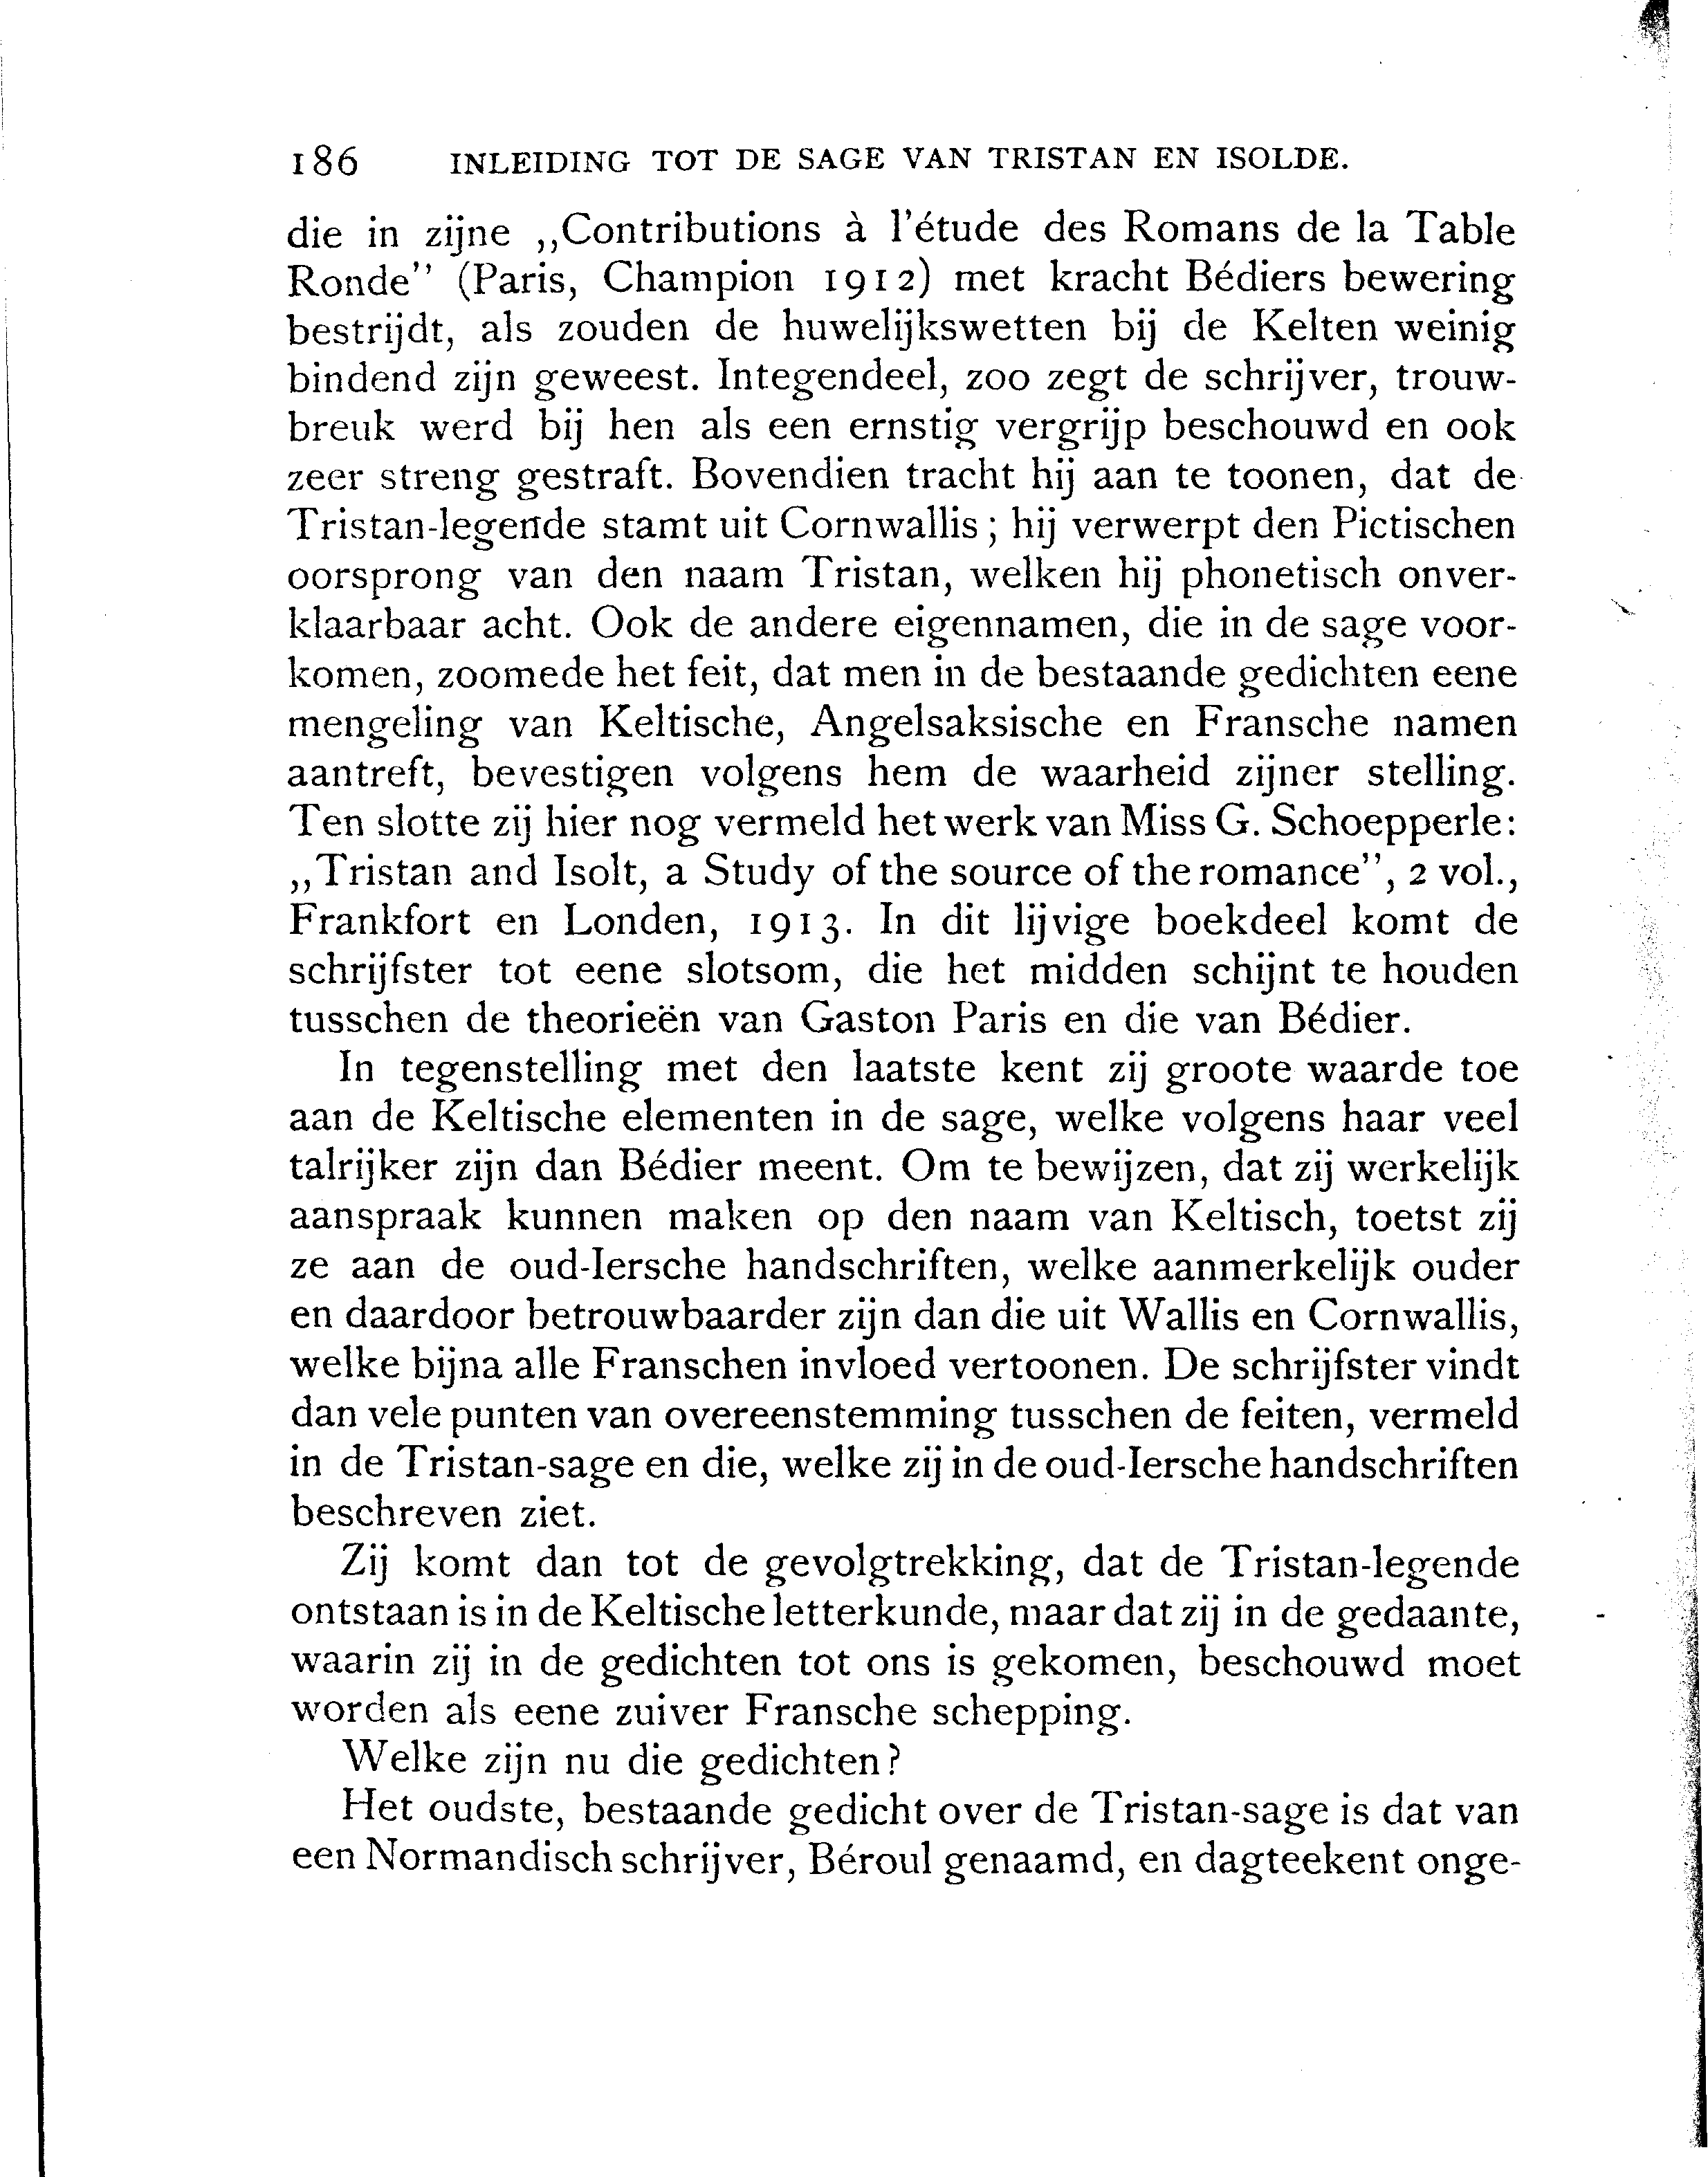 186 INLEIDING TOT DE SAGE VAN TRISTAN EN ISOLDE.
die in zijne ,,Contributions à l'étude des Romans de la Table
Ronde'' (Paris, Champion 1912) met kracht Bédiers bewering
bestrijdt, als zouden de huwelijkswetten bij de Kelten weinig
bindend zijn geweest. Integendeel, zoo zegt de schrijver, trouw-
breuk werd bij hen als een ernstig vergrijp beschouwd en ook
zeer streng gestraft. Bovendien tracht hij aan te toonen, dat de
Tristan-legende stamt uit Cornwallis; hij verwerpt den Pictischen
oorsprong van den naam Tristan, welken hij phonetisch onver-
klaarbaar acht. Ook de andere eigennamen, die in de sage voor-
komen, zoomede het feit, dat men in de bestaande gedichten eene
mengeling van Keltische, Angelsaksische en Fransche namen
aantreft, bevestigen volgens hem de waarheid zijner stelling.
Ten slotte zij hier nog vermeld het werk van Miss G. Schoepperle:
,,Tristan and Isolt, a Study of the source of the romance'', 2 vol.,
Frankfort en Londen, 1913. In dit lijvige boekdeel komt de
schrijfster tot eene slotsom, die het midden schijnt te houden
tusschen de theorieën van Gaston Paris en die van Bédier.
In tegenstelling met den laatste kent zij groote waarde toe
aan de Keltische elementen in de sage, welke volgens haar veel
talrijker zijn dan Bédier meent. Om te bewijzen, dat zij werkelijk
aanspraak kunnen maken op den naam van Keltisch, toetst zij
ze aan de oud-Iersche handschriften, welke aanmerkelijk ouder
en daardoor betrouwbaarder zijn dan die uit Wallis en Cornwallis,
welke bijna alle Franschen invloed vertoonen. De schrijfster vindt
dan vele punten van overeenstemming tusschen de feiten, vermeld
in de Tristan-sage en die, welke zij in de oud-Iersche handschriften
beschreven ziet.
Zij komt dan tot de gevolgtrekking, dat de Tristan-legende
ontstaan is in de Keltische letterkunde, maar dat zij in de gedaante,
waarin zij in de gedichten tot ons is gekomen, beschouwd moet
worden als eene zuiver Fransche schepping.
Welke zijn nu die gedichten?
Het oudste, bestaande gedicht over de Tristan-sage is dat van
een Normandisch schrijver, Béroul genaamd, en dagteekent onge-